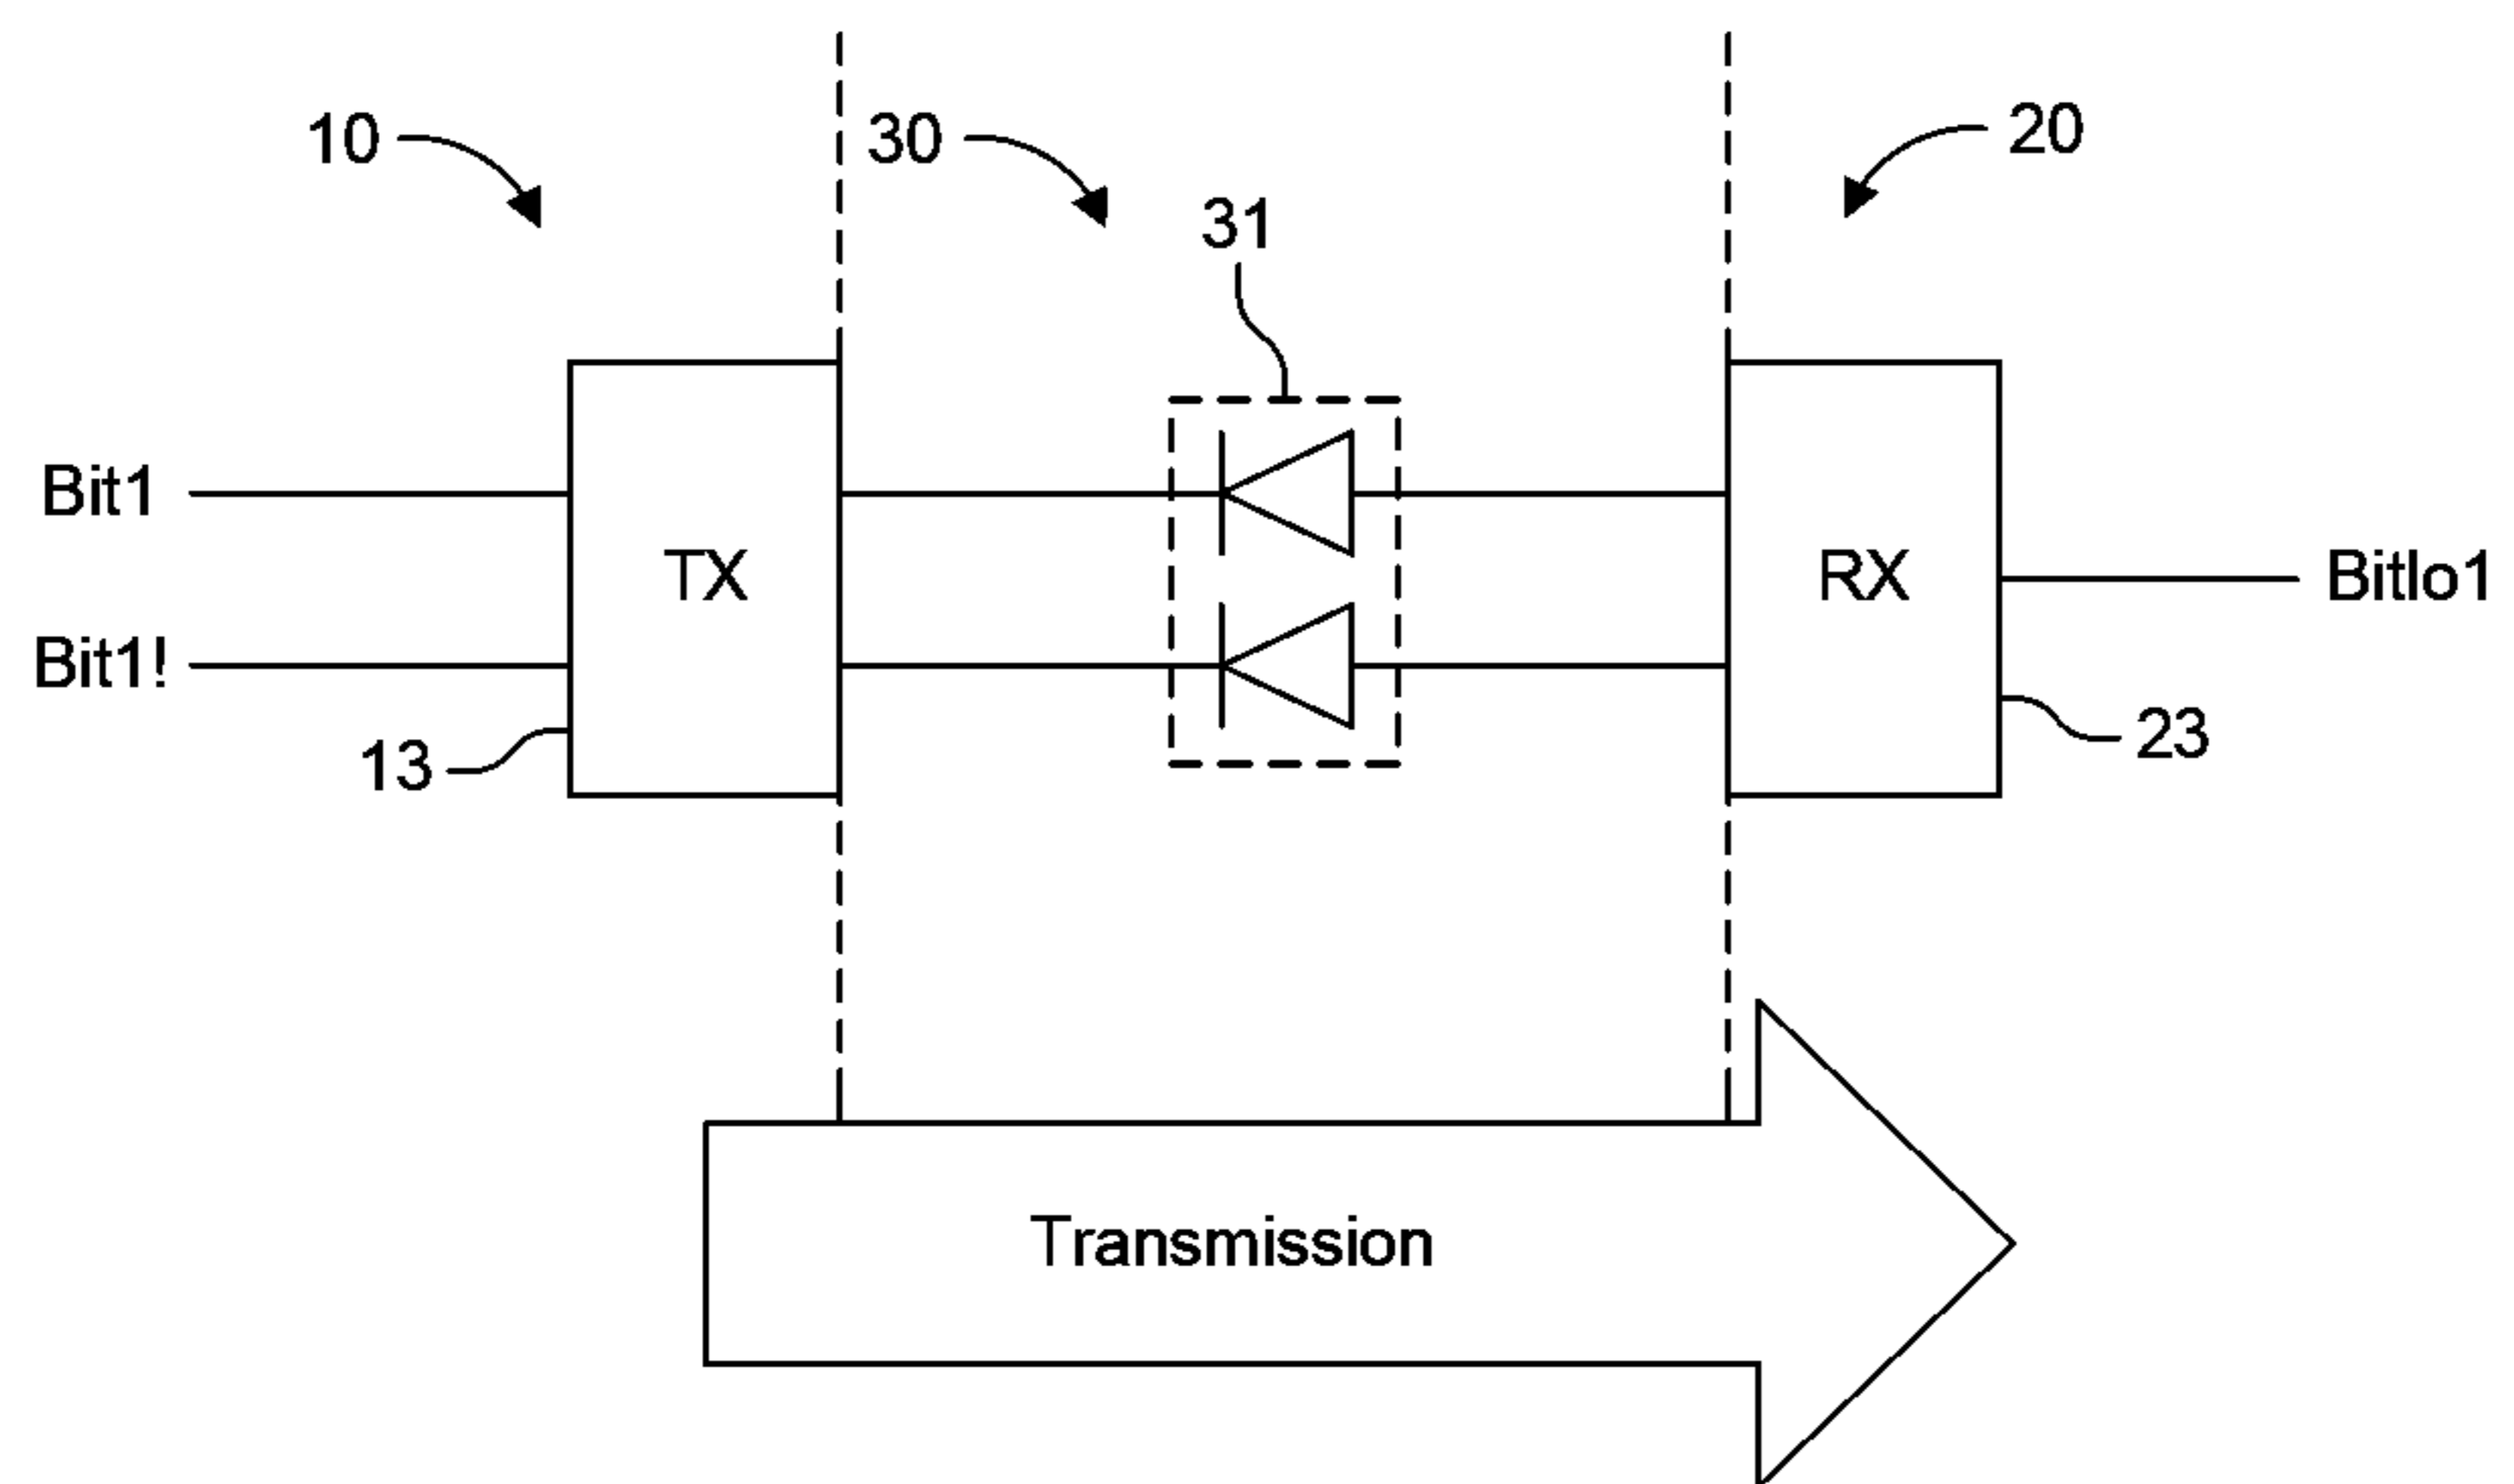 10
30
20
31
Bit1
TX
RX
Bitlo1
Bit1!
13
23
Transmission